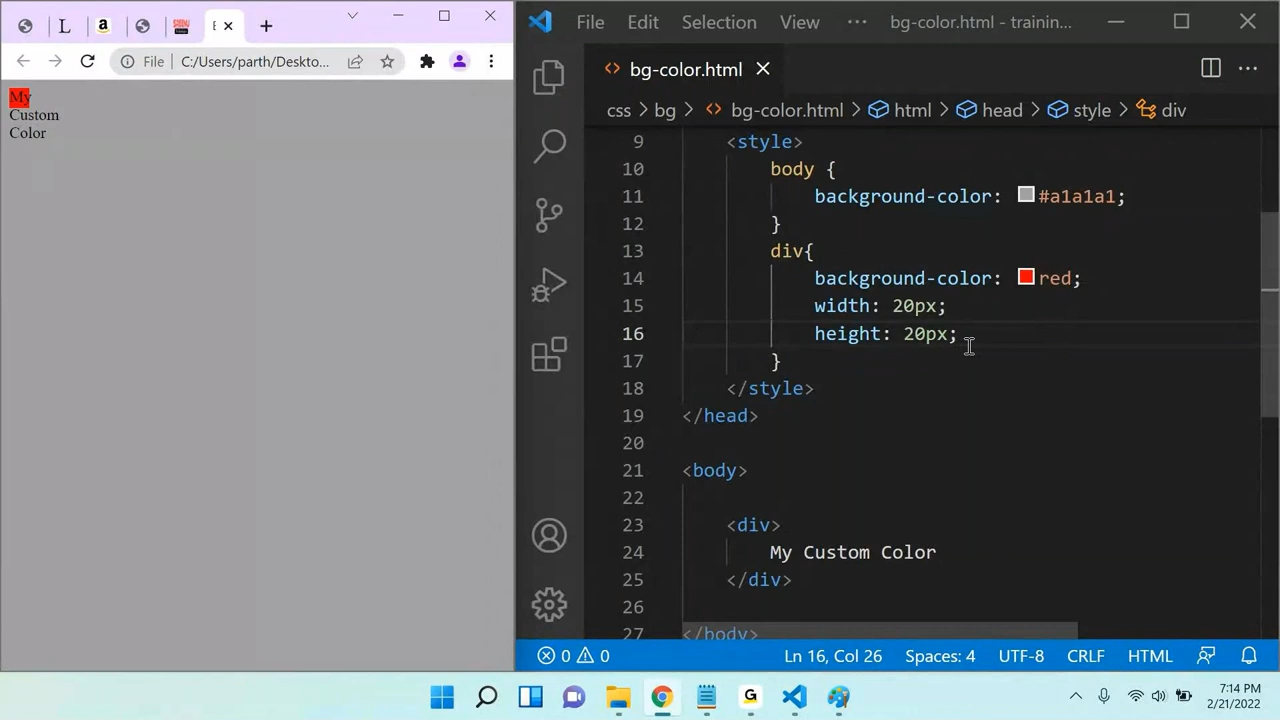 L
a
E
File
C:/Users/parth/Deskto...
My
Custom
Color
File Edit Selection View ··· bg-color.html - training...
<> bg-color.html
css > bg > <> bg-color.html > html > head > style > div
9 <style>
10 body {
11 background-color: #a1a1a1;
12 }
13 div{
14 background-color: red;
15 width: 20px;
16 height: 20px;
17 }
18 </style>
19 </head>
20
21 <body>
22
23 <div>
24 My Custom Color
25 </div>
26
27 </body>
0 0 Ln 16, Col 26 Spaces: 4 UTF-8 CRLF HTML
G
7:14 PM
2/21/2022